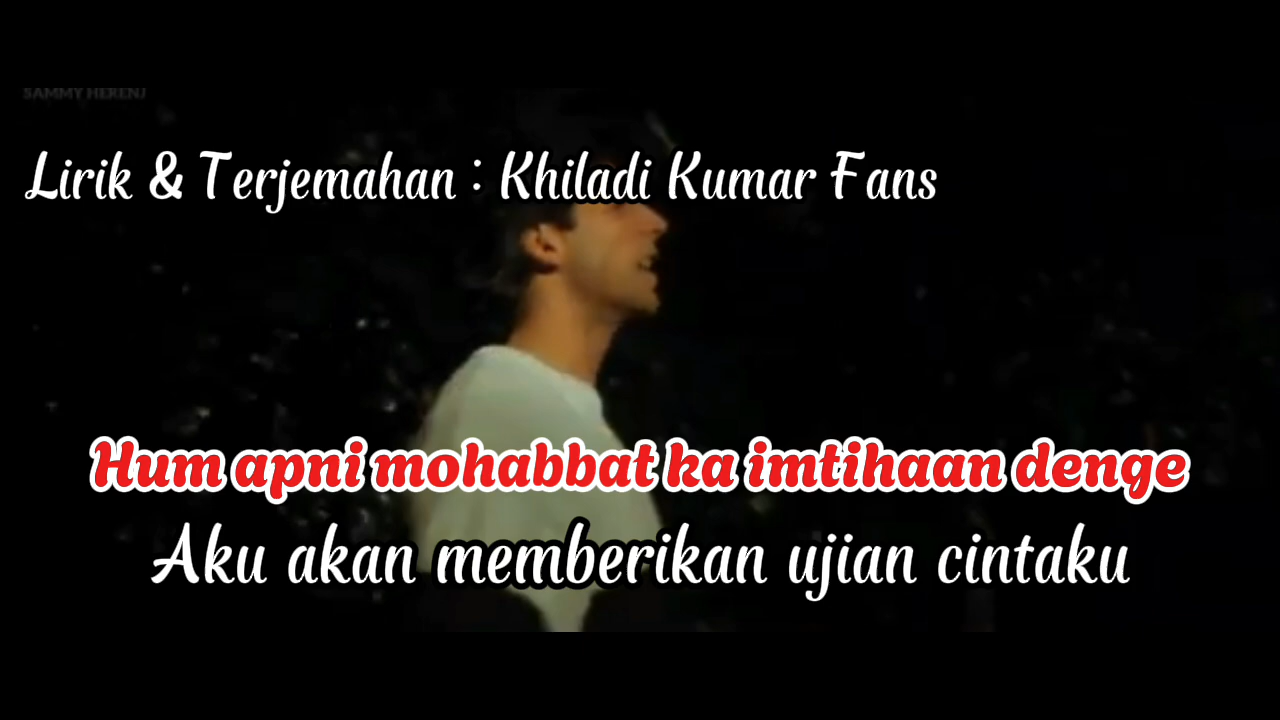 SAMMY HERENJ
Lirik & Terjemahan : Khiladi Kumar Fans
Hum apni mohabbat ka imtihaan denge
Aku akan memberikan ujian cintaku